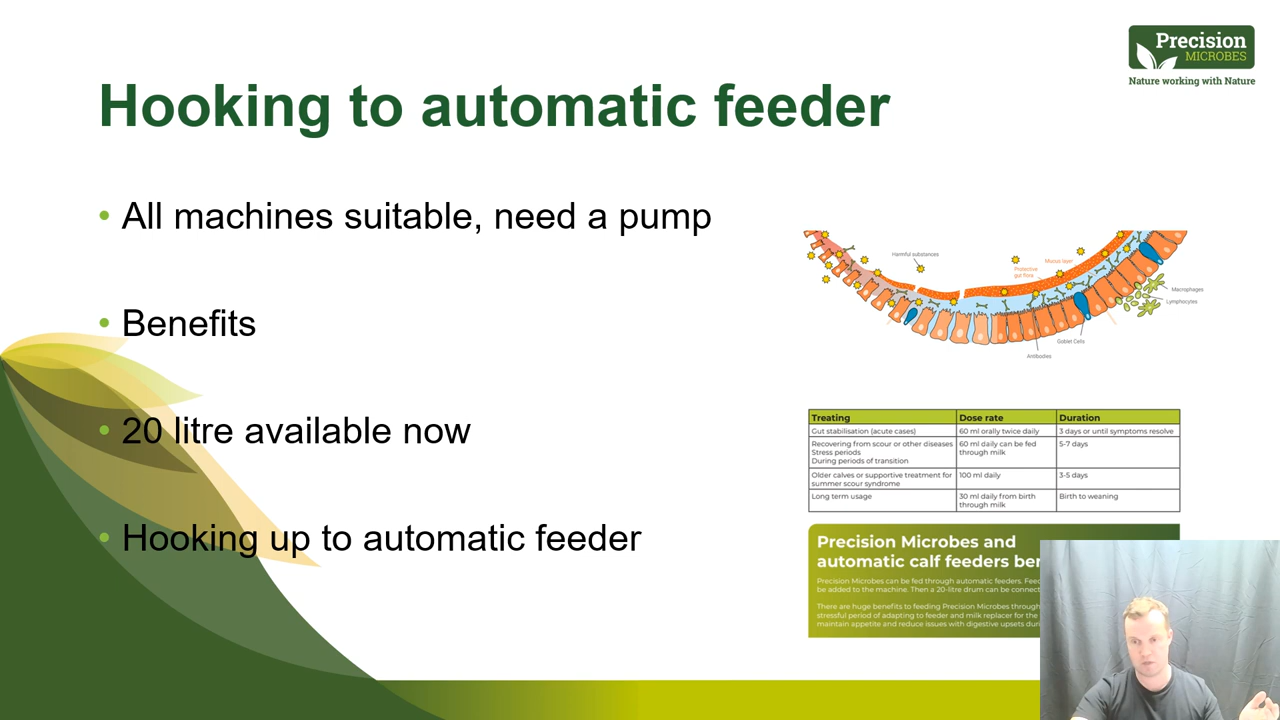 Precision
MICROBES
Nature working with Nature
Hooking to automatic feeder
• All machines suitable, need a pump
• Benefits
• 20 litre available now
• Hooking up to automatic feeder
Harmful substances
Mucous layer
Protective
gut flora
Macrophages
Lymphocytes
Goblet Cells
Antibodies
Treating Dose rate Duration
Gut stabilisation (acute cases) 60 ml orally twice daily 3 days or until symptoms resolve
Recovering from scour or other diseases 60 ml daily can be fed 5-7 days
Stress periods through milk
During periods of transition
Older calves or supportive treatment for 100 ml daily 3-5 days
summer scour syndrome
Long term usage 30 ml daily from birth Birth to weaning
through milk
Precision Microbes and
automatic calf feeders
Precision Microbes can be fed through automatic feeders.
be added to the machine. Then a 20-litre drum can be
There are huge benefits to feeding Precision Microbes
stressful period of adapting to feeder and milk replacer for the
maintain appetite and reduce issues with digestive upsets